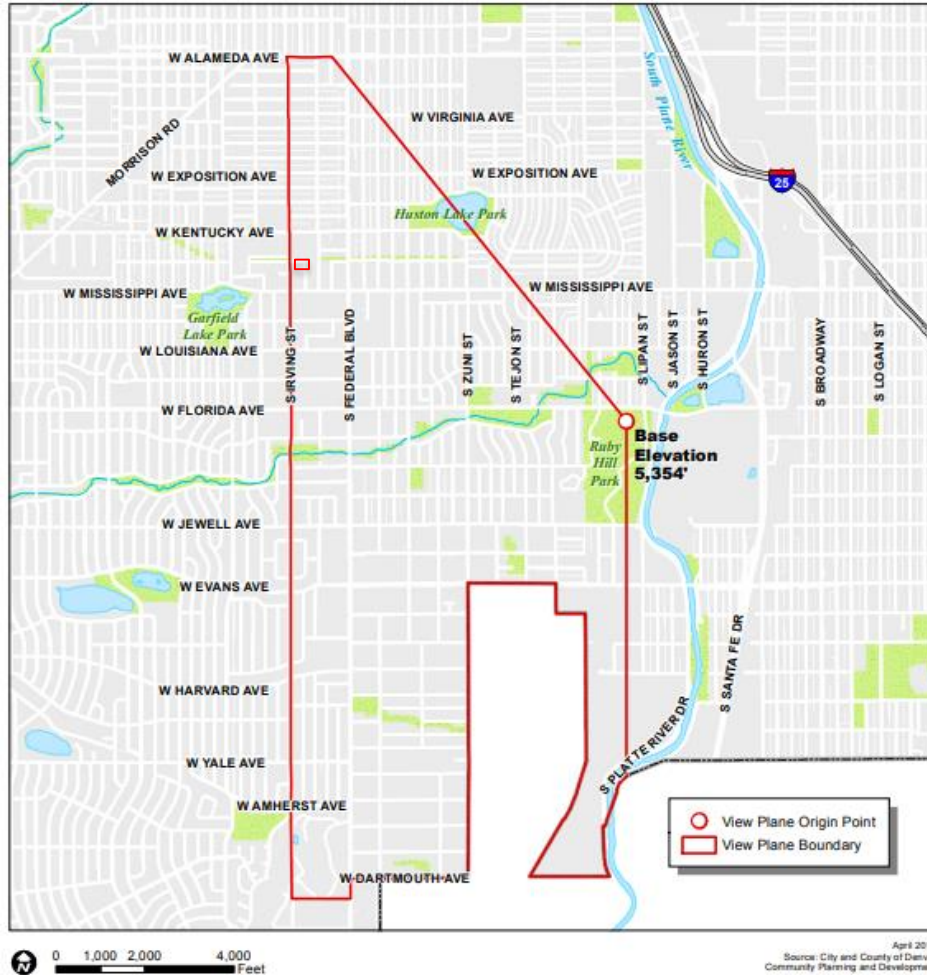 W ALAMEDA AVE
South Platte River
W VIRGINIA AVE
MORRISON RD
W EXPOSITION AVE
W EXPOSITION AVE
25
Huston Lake Park
W KENTUCKY AVE
W MISSISSIPPI AVE
W MISSISSIPPI AVE
Garfield
Lake Park
W LOUISIANA AVE
S IRVING ST
S FEDERAL BLVD
S ZUNI ST
S TEJON ST
S LIPAN ST
S JASON ST
S HURON ST
S BROADWAY
S LOGAN ST
W FLORIDA AVE
Base
Elevation
5,354'
Ruby
Hill
Park
W JEWELL AVE
W EVANS AVE
S SANTA FE DR
W HARVARD AVE
S PLATTE RIVER DR
W YALE AVE
W AMHERST AVE
View Plane Origin Point
View Plane Boundary
W DARTMOUTH AVE
N
0 1,000 2,000 4,000
Feet
April 20
Source: City and County of
Community Planning and